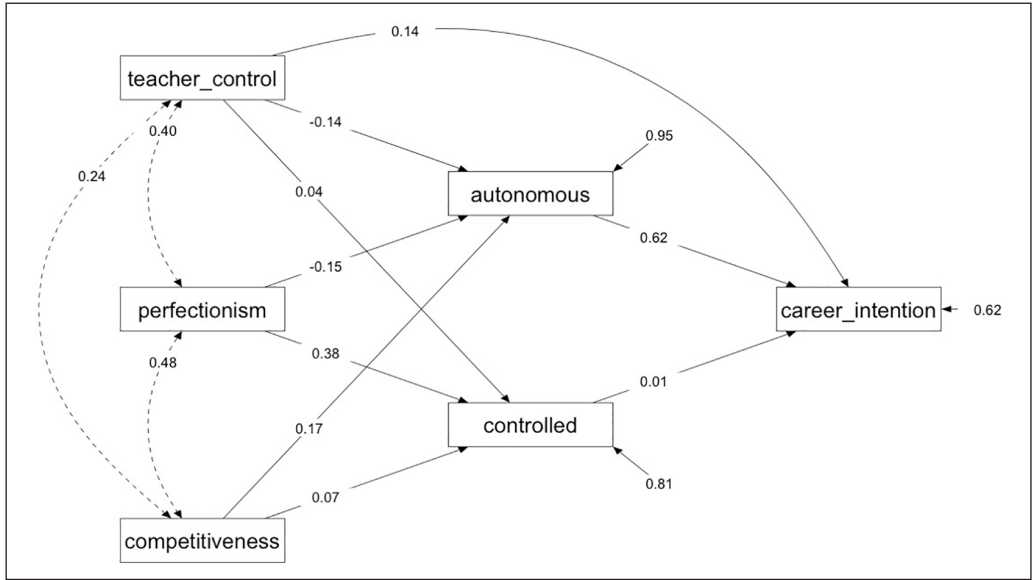 0.14
teacher_control
-0.14
0.40
0.95
0.24
0.04
autonomous
0.62
-0.15
perfectionism
career_intention
0.62
0.38
0.48
0.01
0.17
controlled
0.07
0.81
competitiveness